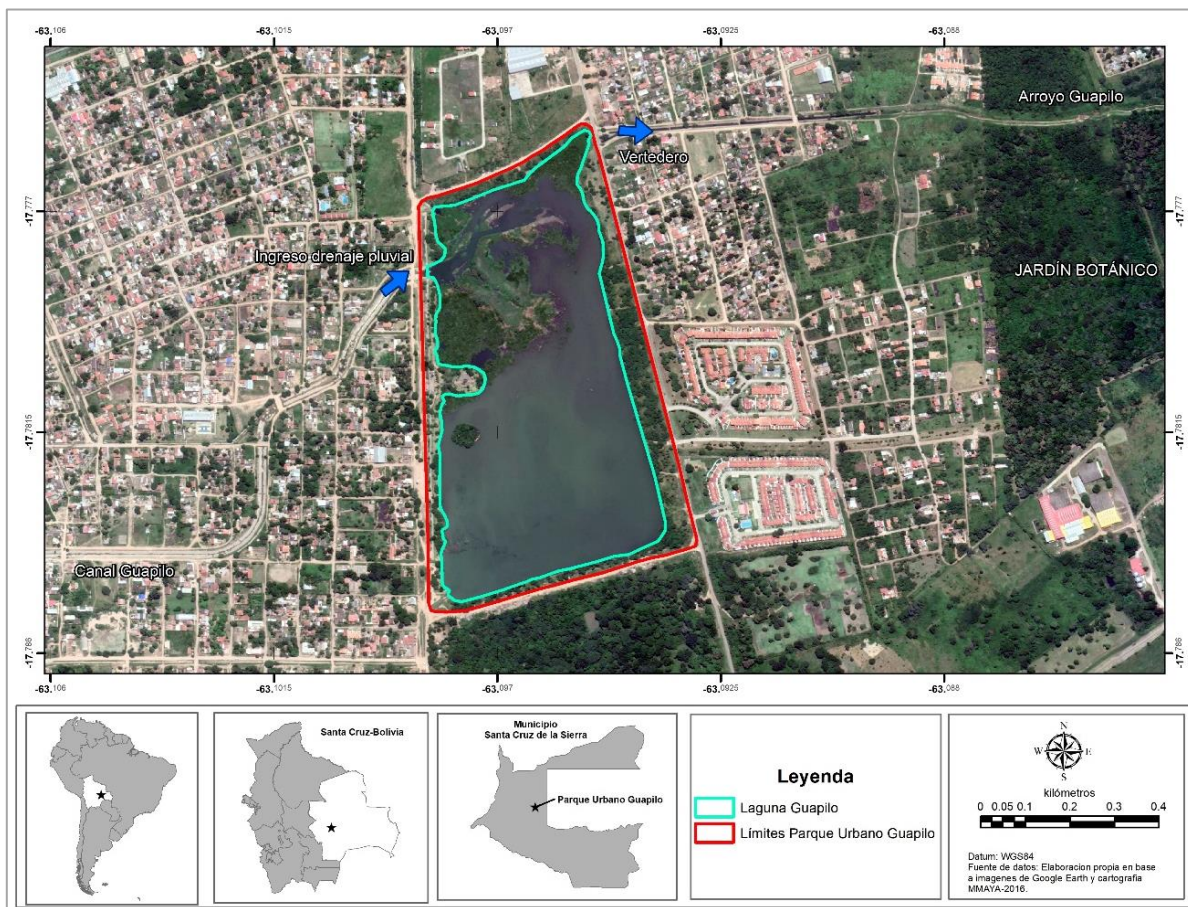 -63.106 -63.1015 -63.097 -63.0925 -63.088
Arroyo Guapilo
Vertedero
-17.777 -17.777
Ingreso drenaje pluvial
JARDÍN BOTÁNICO
-17.7815 -17.7815
Canal Guapilo
-17.786 -17.786
-63.106 -63.1015 -63.097 -63.0925 -63.088
Santa Cruz-Bolivia
Municipio
Santa Cruz de la Sierra
Parque Urbano Guapilo
Leyenda
Laguna Guapilo
Límites Parque Urbano Guapilo
N
W E
S
kilómetros
0 0.05 0.1 0.2 0.3 0.4
Datum: WGS84
Fuente de datos: Elaboracion propia en base
a imagenes de Google Earth y cartografia
MMAYA-2016.